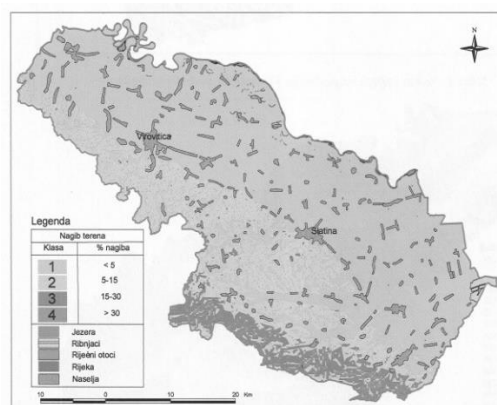 N
Virovitica
Slatina
Legenda
Nagib terena
Klasa % nagiba
1 < 5
2 5-15
3 15-30
4 > 30
Jezera
Ribnjaci
Riječni otoci
Rijeka
Naselja
10 0 10 20 Km